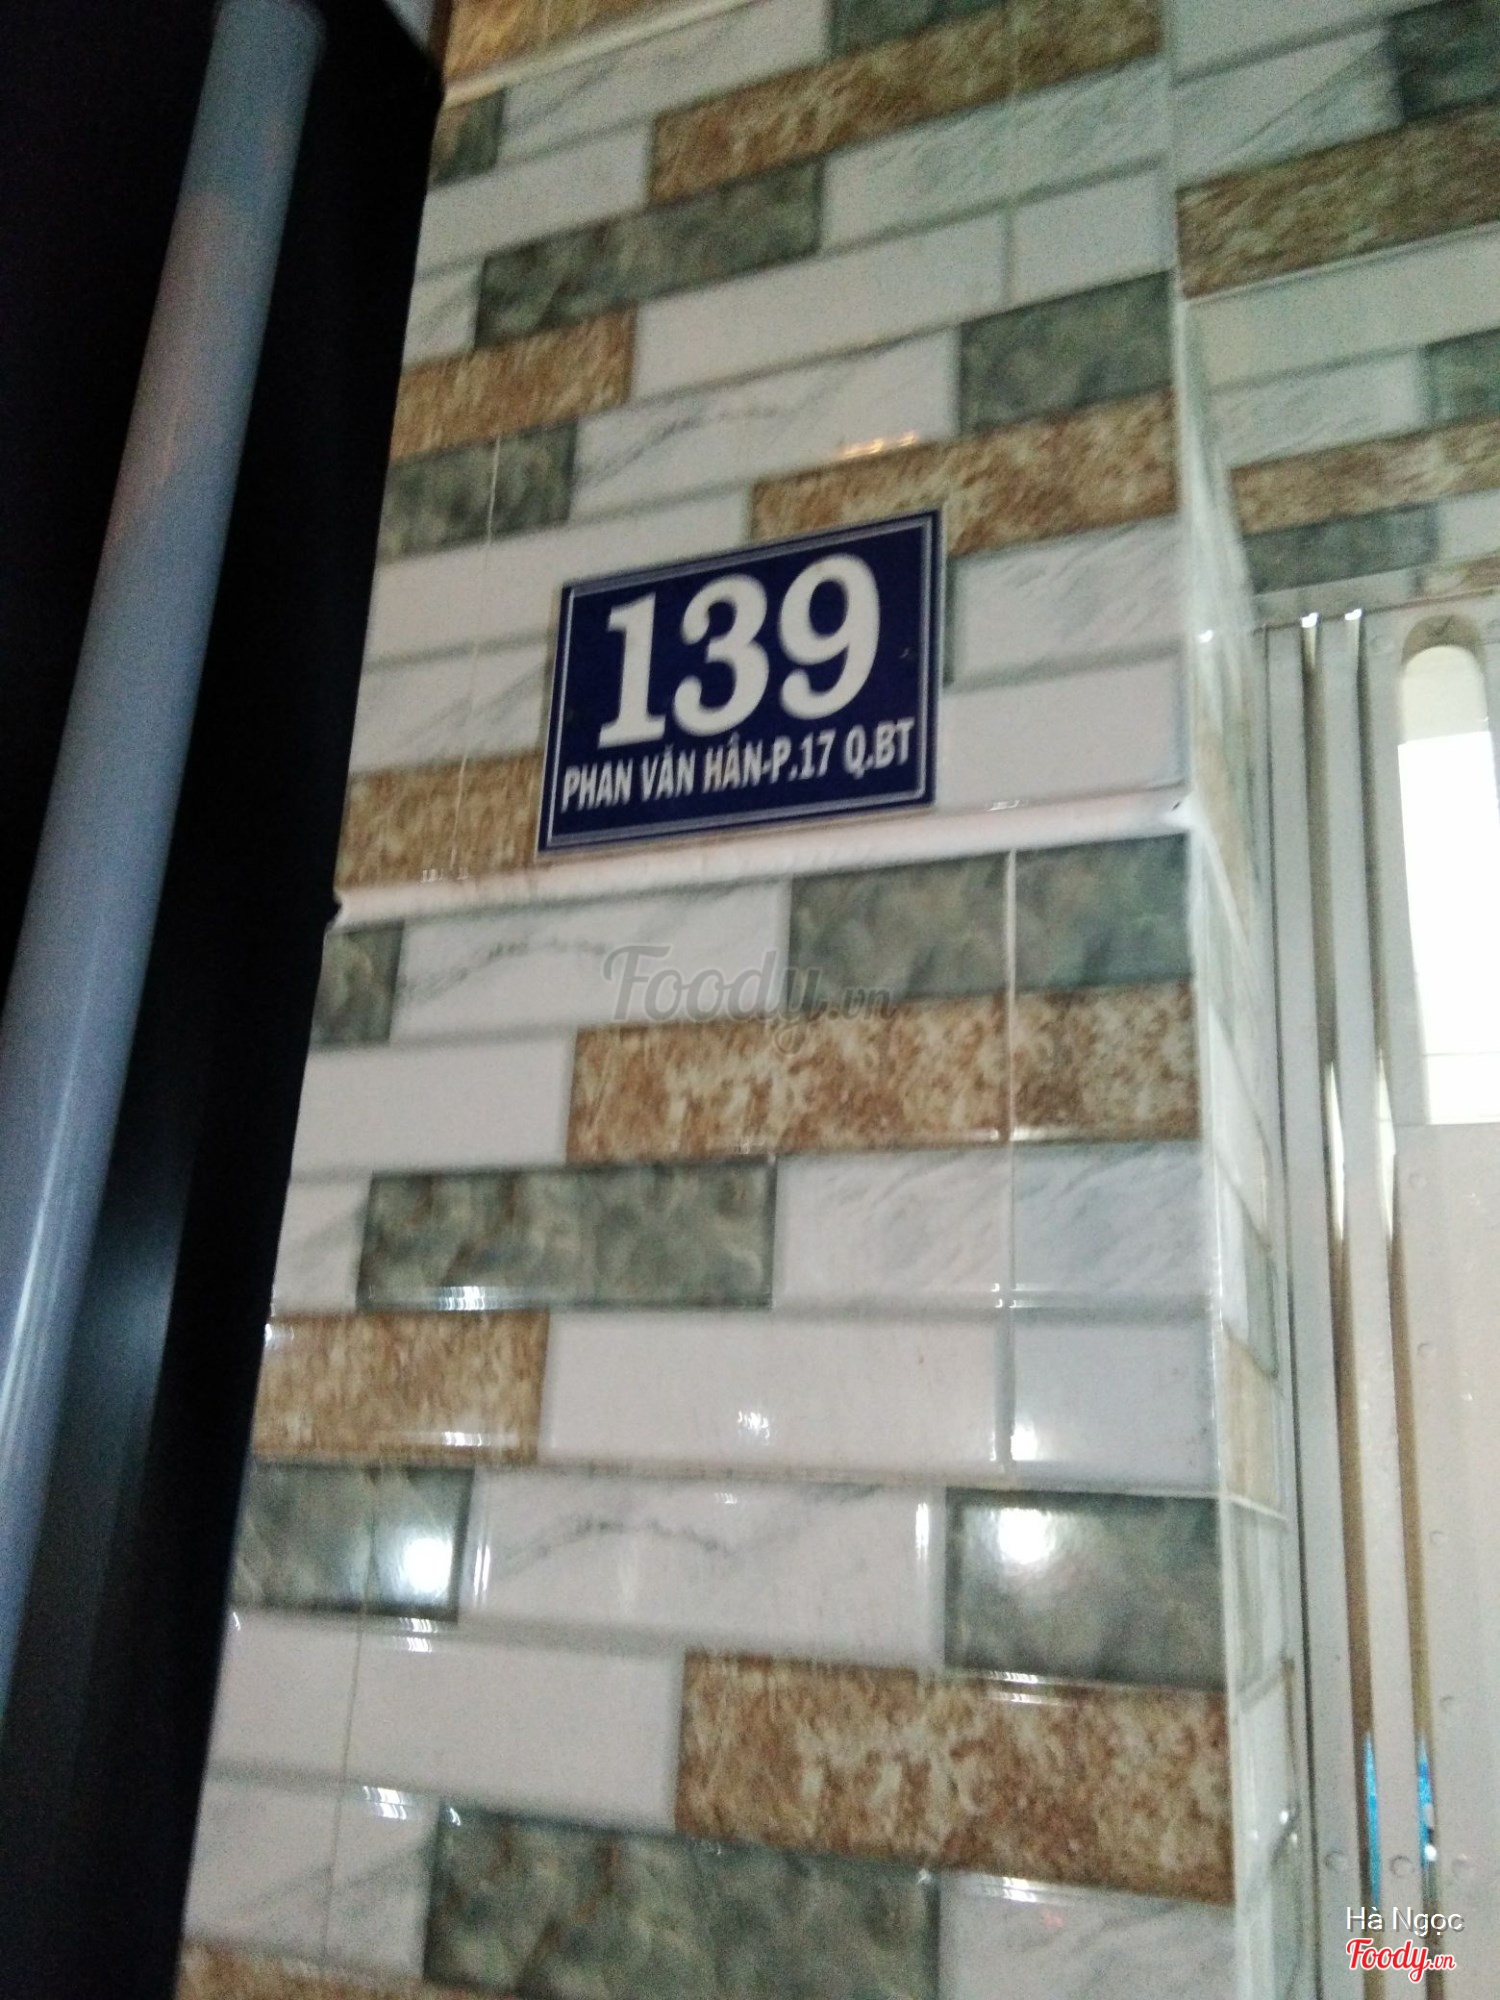 139
PHAN VĂN HÂN-P.17 Q.BT
Foody.vn
Hà Ngọc
Foody.vn